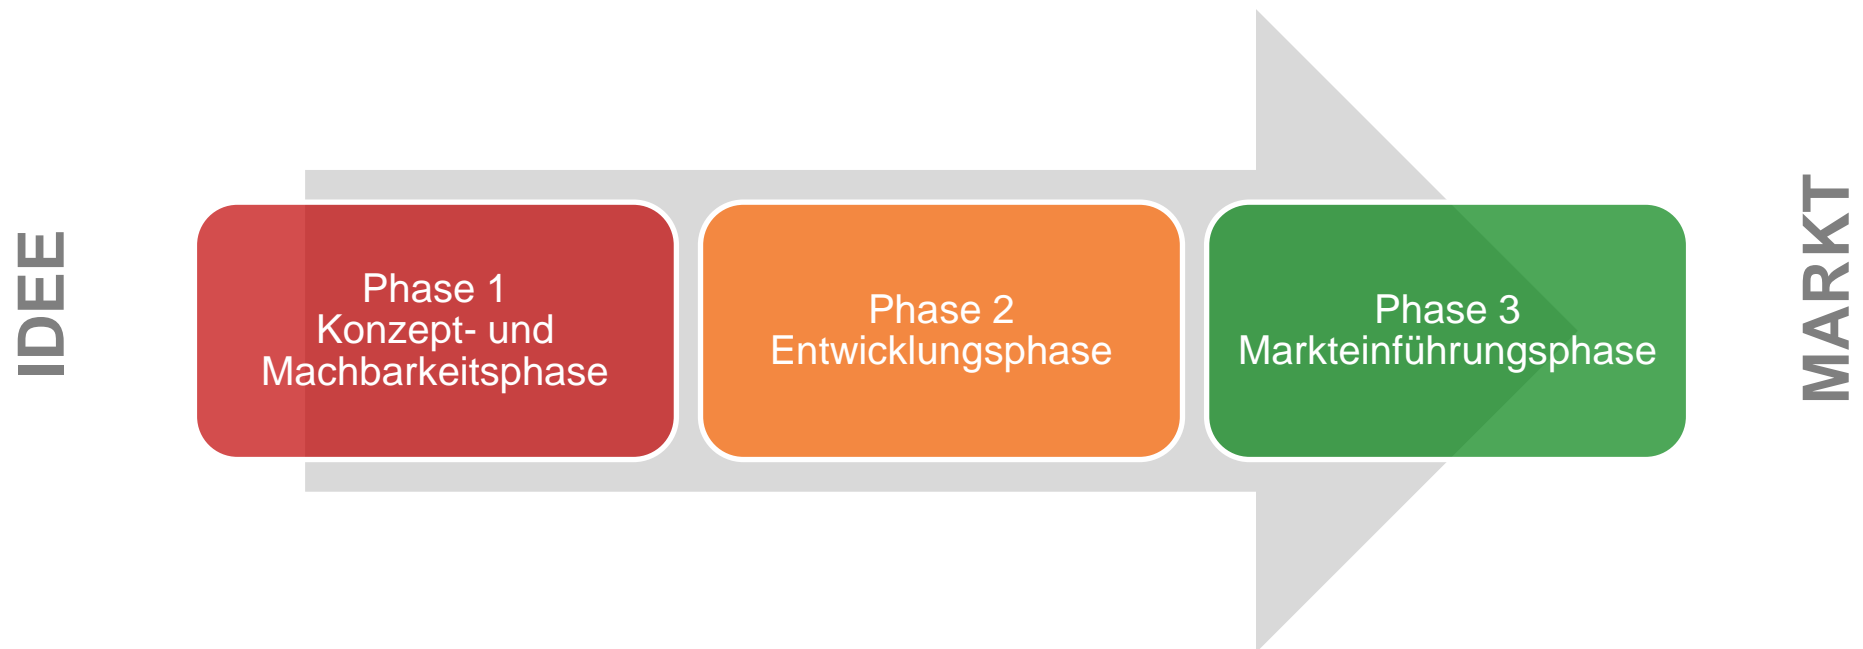 IDEE
Phase 1
Konzept- und
Machbarkeitsphase
Phase 2
Entwicklungsphase
Phase 3
Markteinführungsphase
MARKT